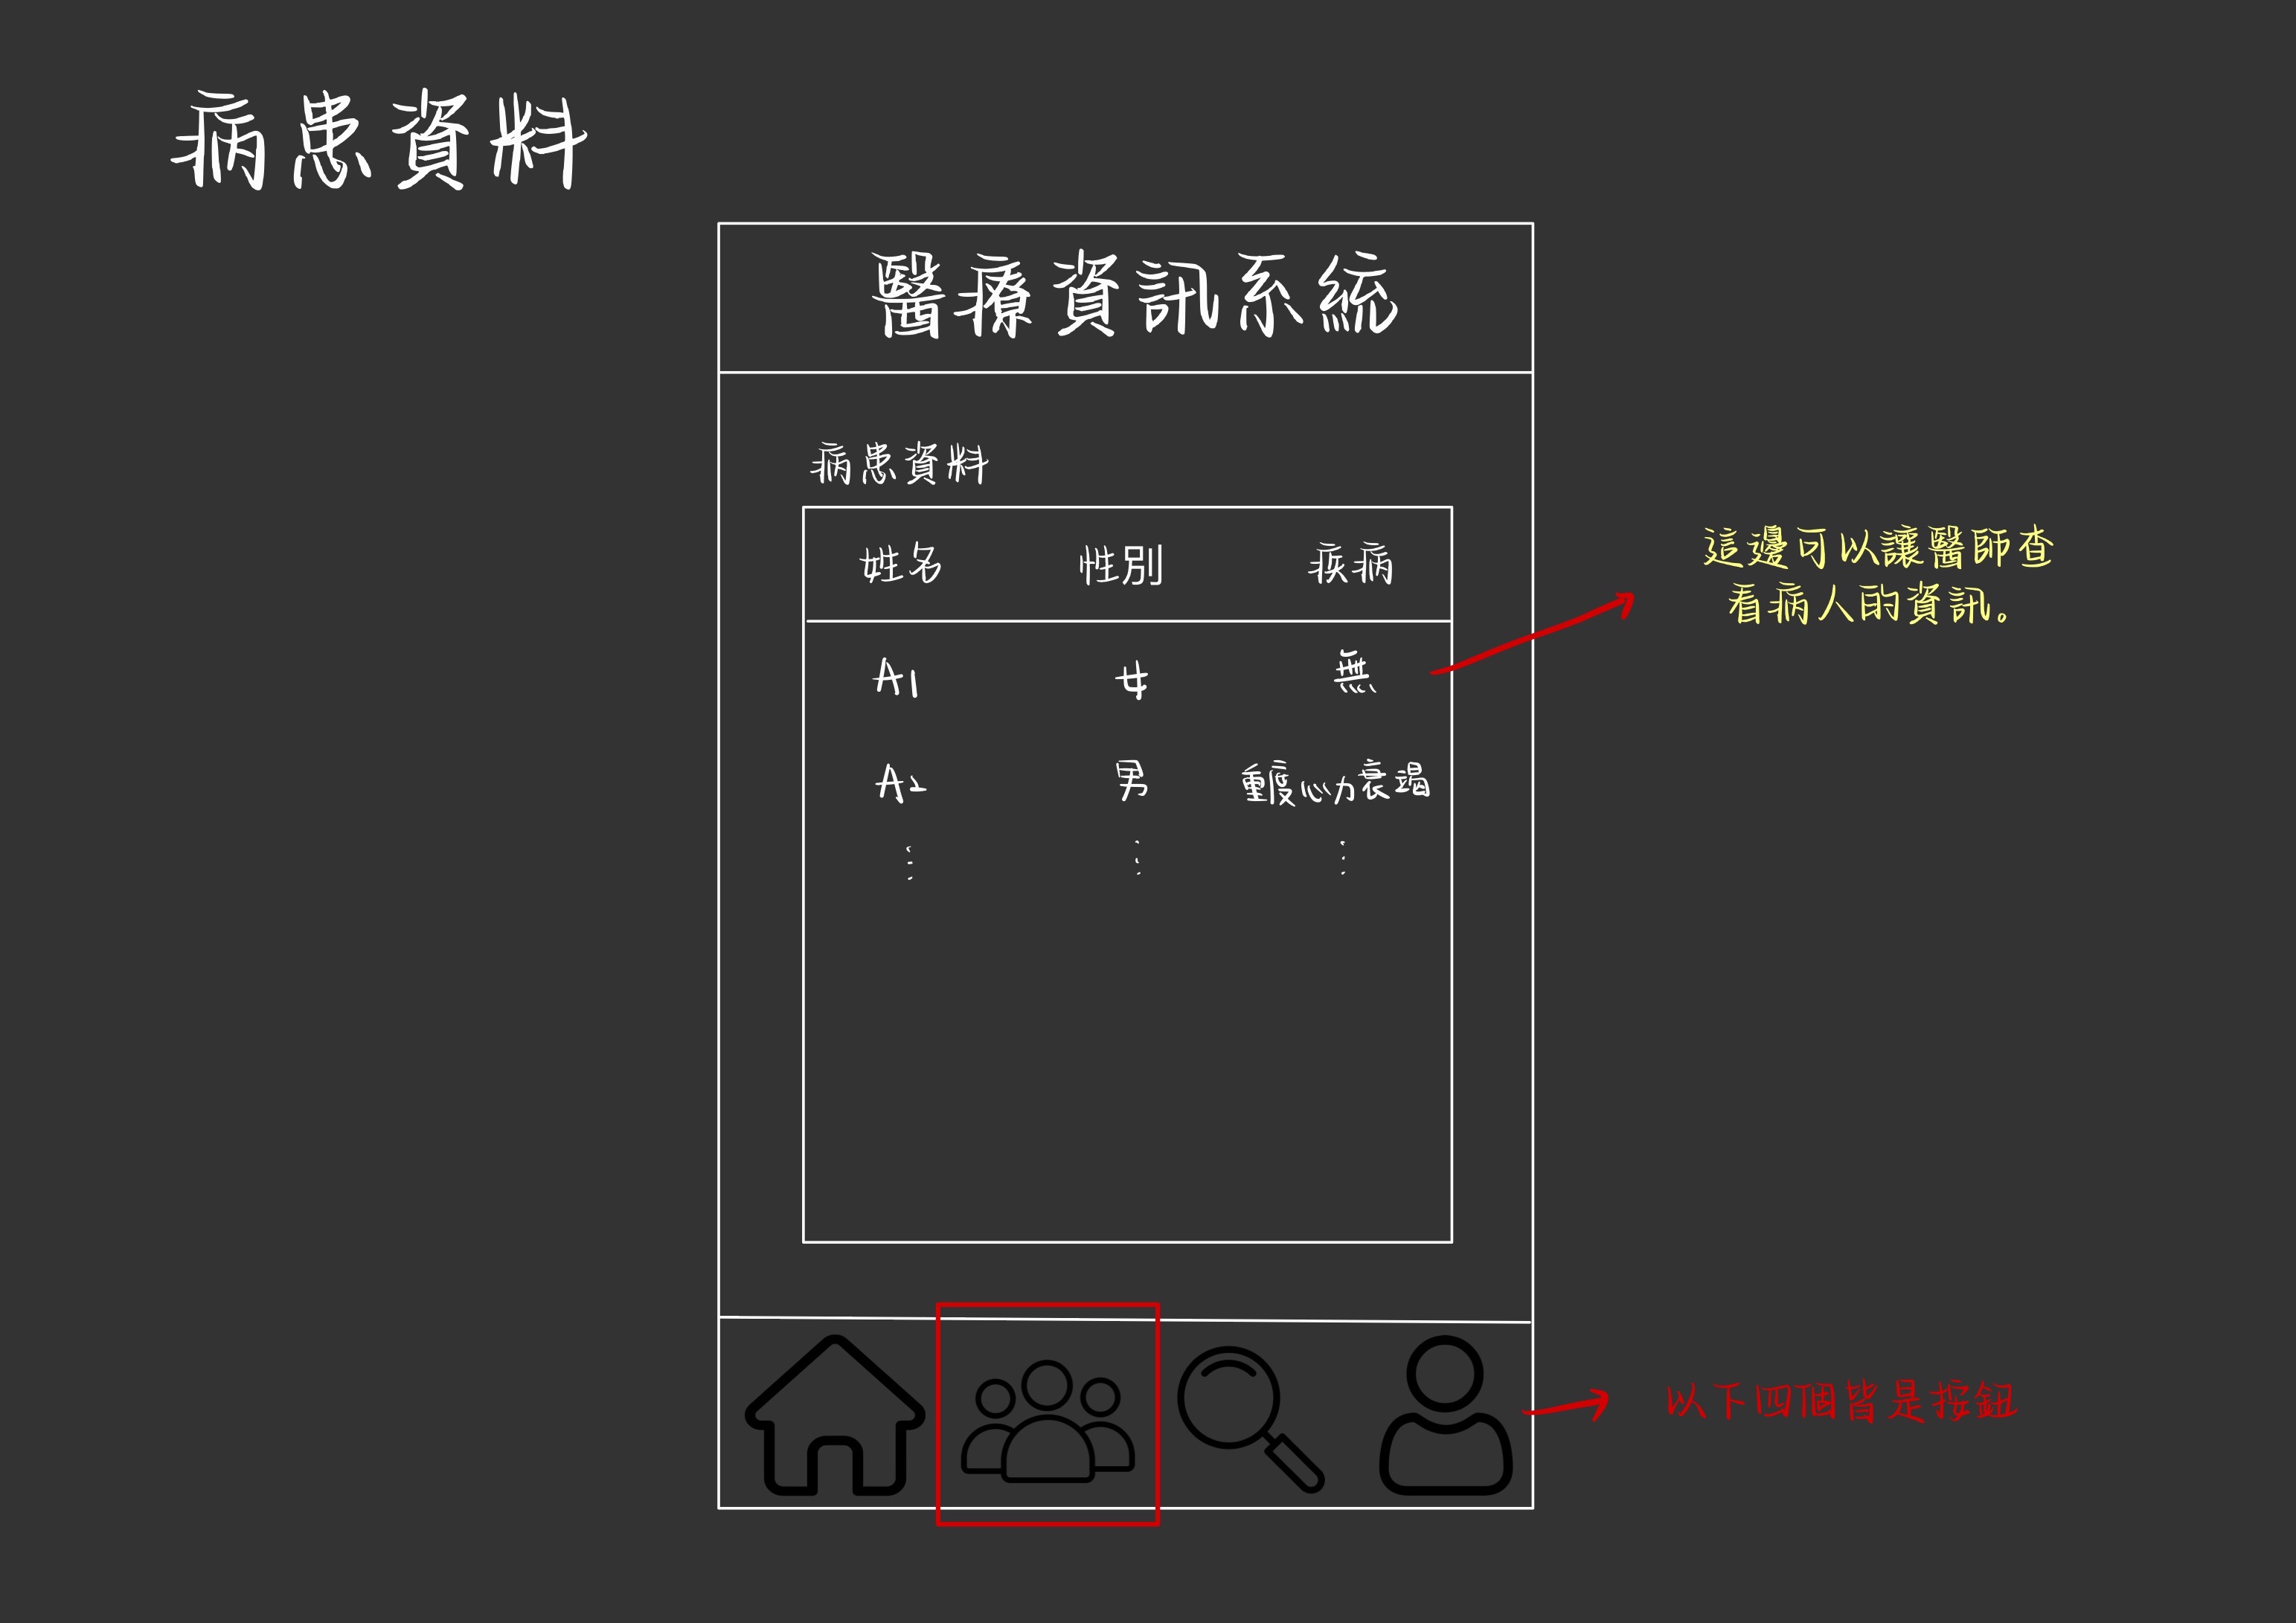 病患資料
醫療資訊系統
病患資料
姓名 性別 疾病
A1 女 無
A2 男 重度心力衰竭
這邊可以讓醫師查
看病人的資訊。
以下四個皆是按鈕